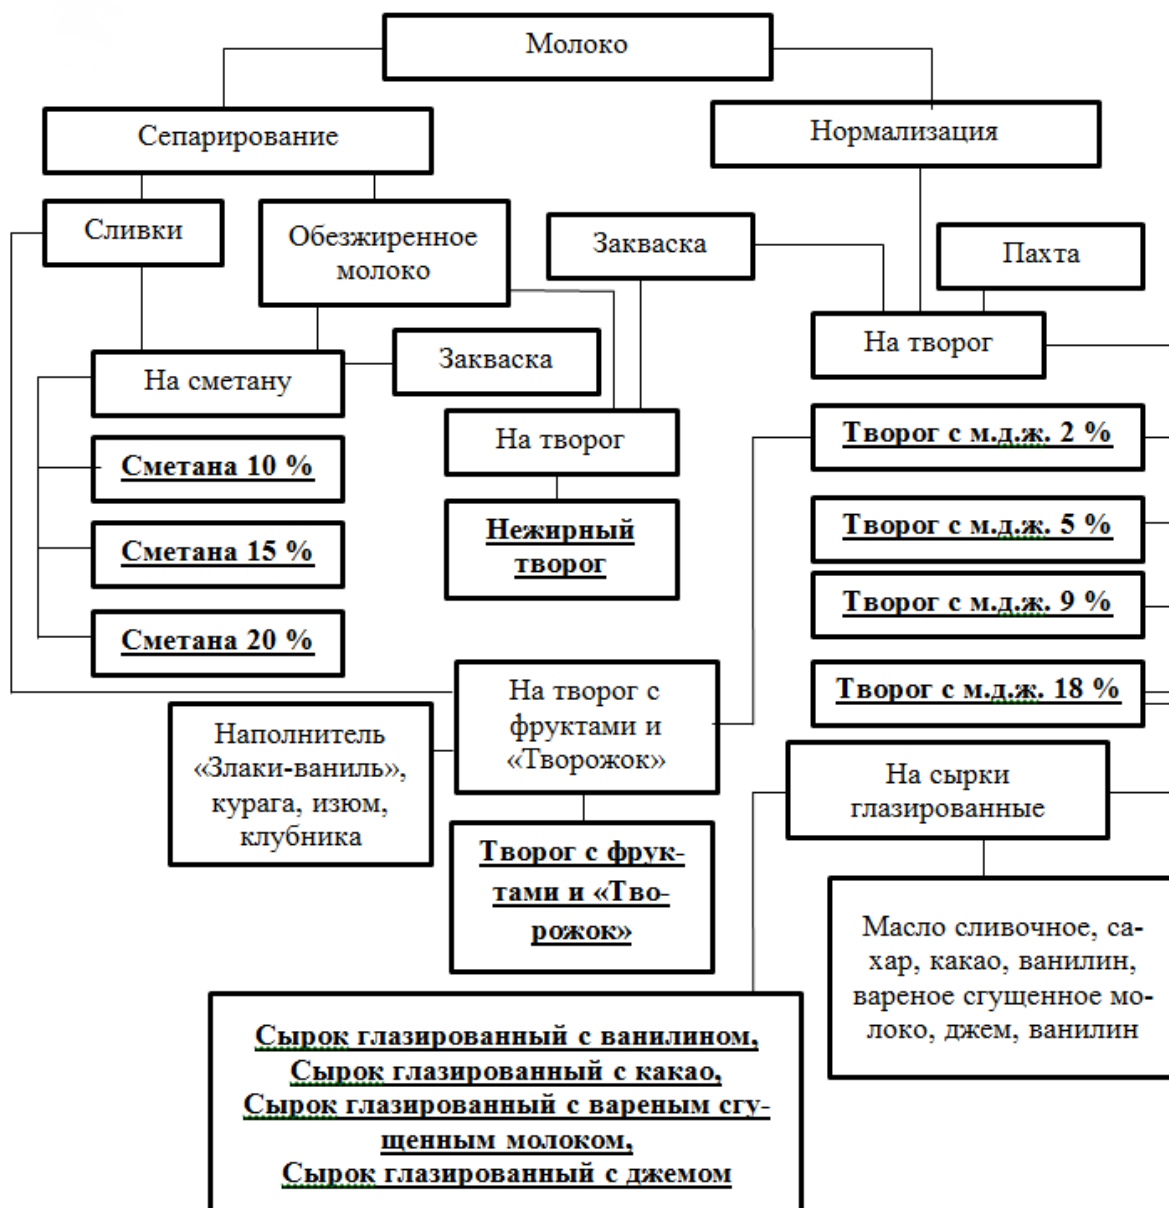 Молоко
Сепарирование
Нормализация
Сливки
Обезжиренное
молоко
Закваска
Пахта
На творог
На сметану
Закваска
На творог
Творог с м.д.ж. 2 %
Сметана 10 %
Нежирный
творог
Творог с м.д.ж. 5 %
Сметана 15 %
Творог с м.д.ж. 9 %
Сметана 20 %
На творог с
фруктами и
«Творожок»
Творог с м.д.ж. 18 %
Наполнитель
«Злаки-ваниль»,
курага, изюм,
клубника
На сырки
глазированные
Творог с фрук-
тами и «Тво-
рожок»
Масло сливочное, са-
хар, какао, ванилин,
вареное сгущенное мо-
локо, джем, ванилин
Сырок глазированный с ванилином,
Сырок глазированный с какао,
Сырок глазированный с вареным сгу-
щенным молоком,
Сырок глазированный с джемом